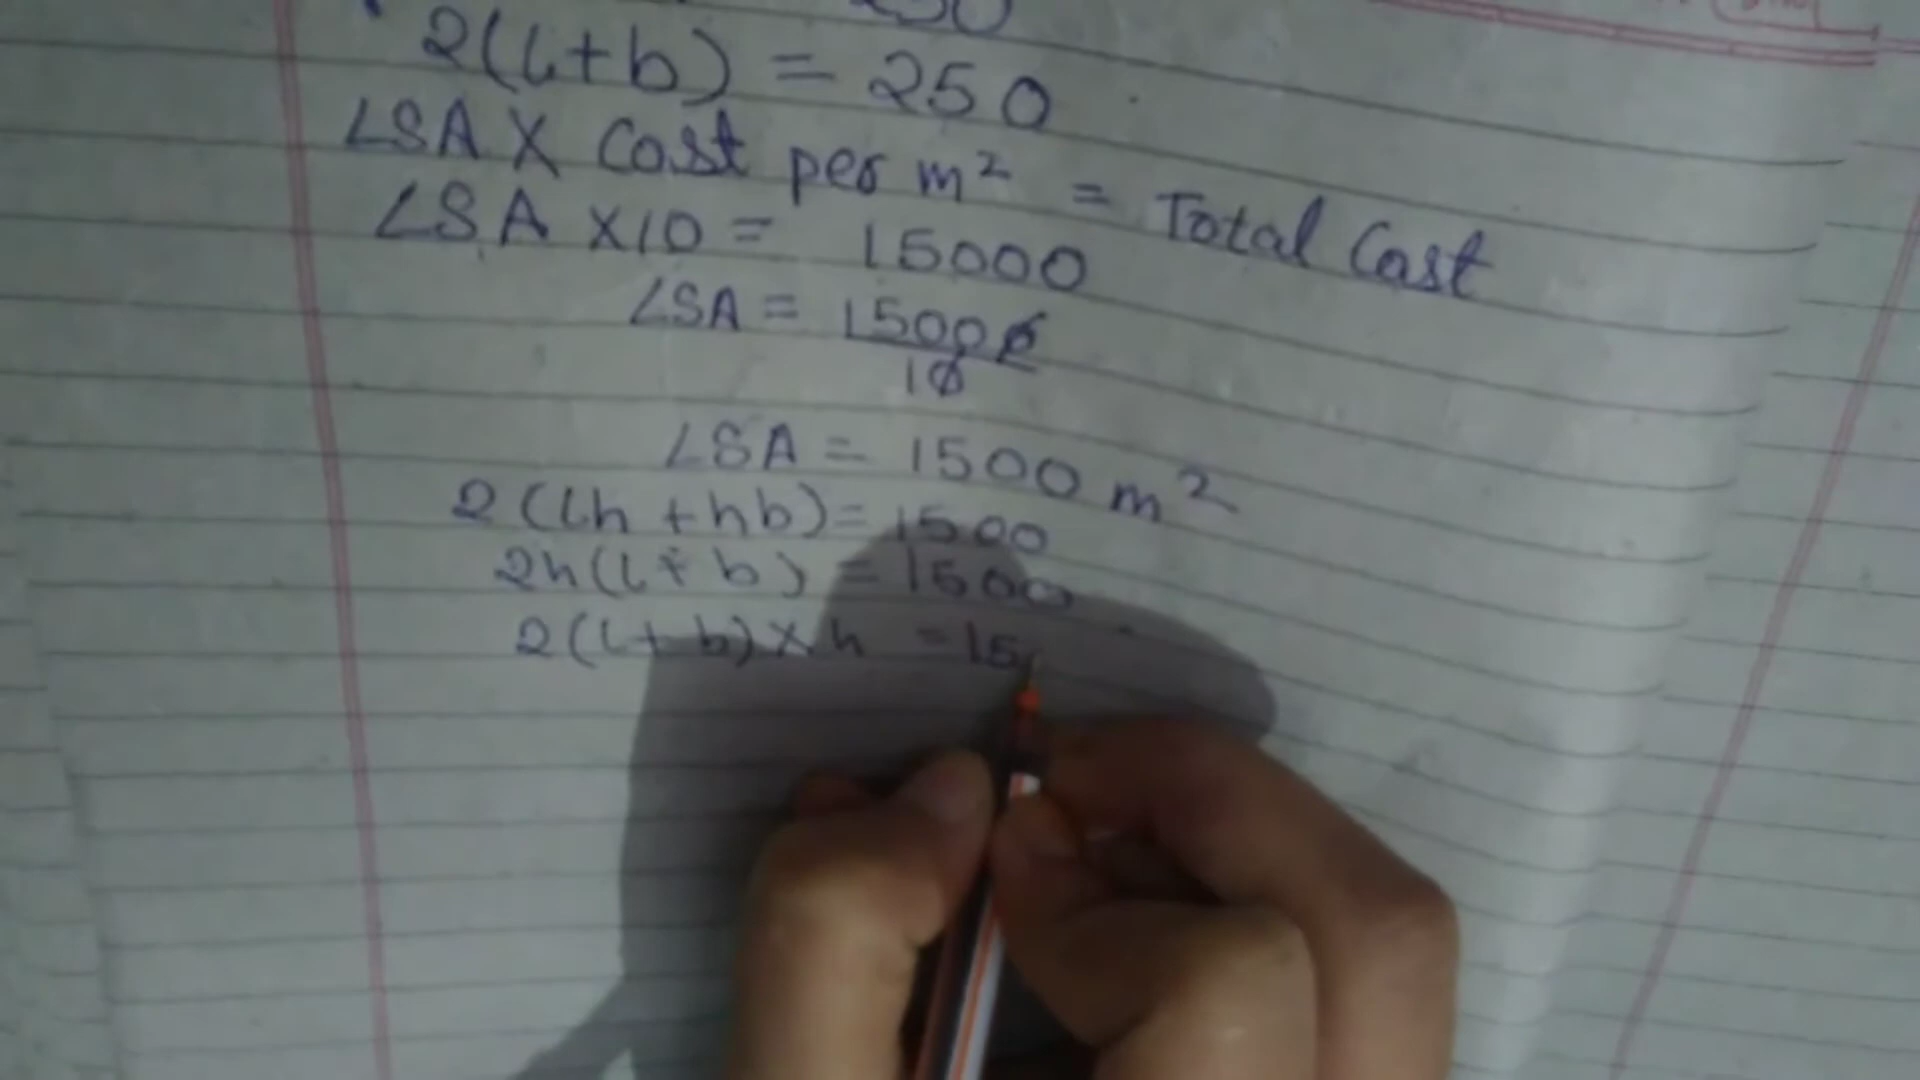 2(l+b) = 250
LSA X Cost per m² = Total Cost
LSA X10 = 15000
LSA = 15000
10
LSA = 1500 m²
2(lh + hb) = 1500
2h(l+b) = 1500
2(l+b) X h = 15